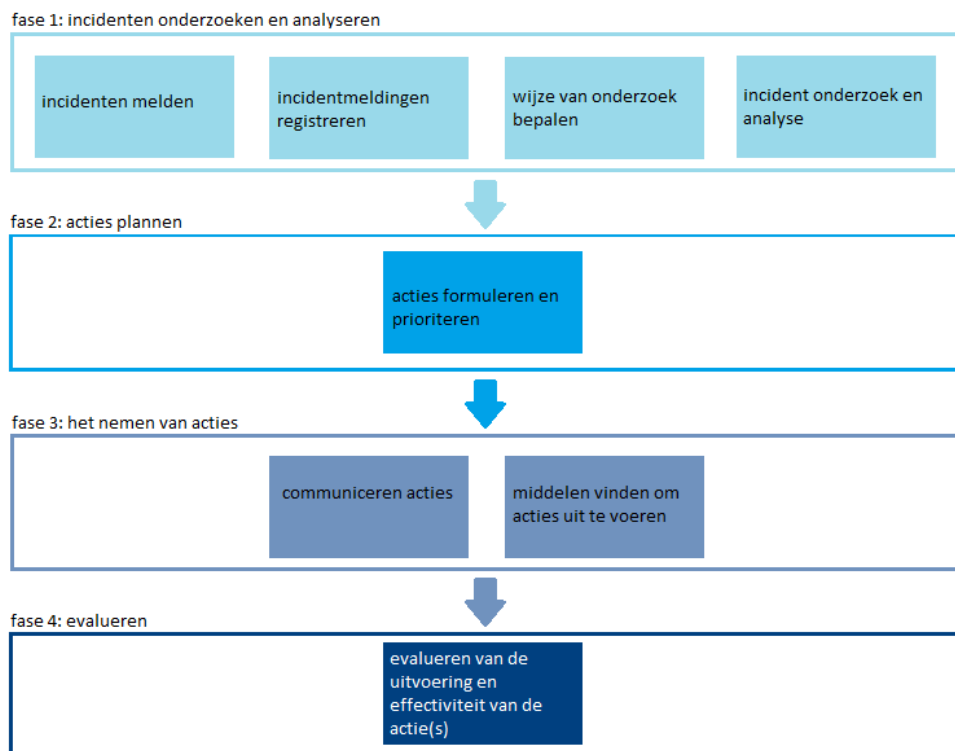 fase 1: incidenten onderzoeken en analyseren
incidenten melden
incidentmeldingen
registreren
wijze van onderzoek
bepalen
incident onderzoek en
analyse
fase 2: acties plannen
acties formuleren en
prioriteren
fase 3: het nemen van acties
communiceren acties
middelen vinden om
acties uit te voeren
fase 4: evalueren
evalueren van de
uitvoering en
effectiviteit van de
actie(s)